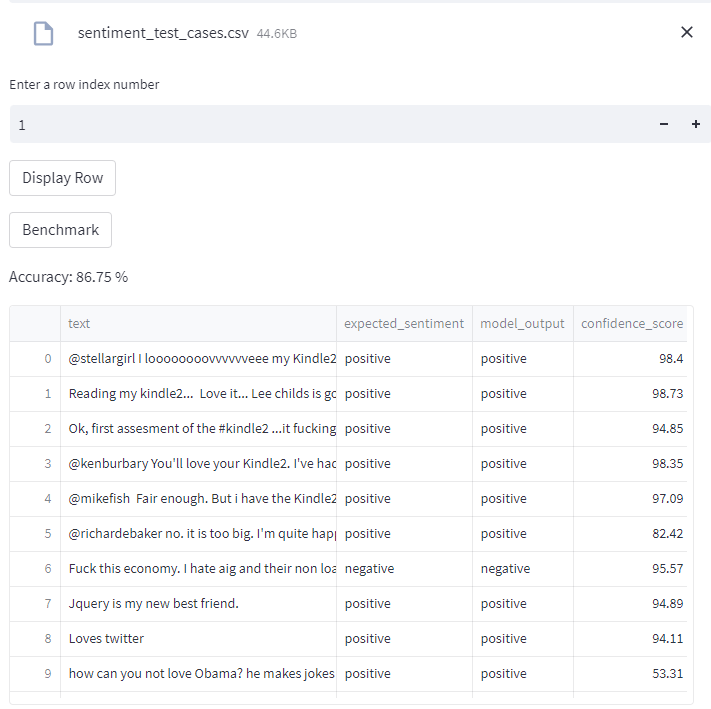 sentiment_test_cases.csv 44.6KB
Enter a row index number
1
Display Row
Benchmark
Accuracy: 86.75 %
text expected_sentiment model_output confidence_score
0 @stellargirl I looooooooovvvvvveee my Kindle2 positive positive 98.4
1 Reading my kindle2... Love it... Lee childs is go positive positive 98.73
2 Ok, first assesment of the #kindle2 ...it fucking positive positive 94.85
3 @kenburbary You'll love your Kindle2. I've had positive positive 98.35
4 @mikefish Fair enough. But i have the Kindle2 positive positive 97.09
5 @richardebaker no. it is too big. I'm quite happ positive positive 82.42
6 Fuck this economy. I hate aig and their non loa negative negative 95.57
7 Jquery is my new best friend. positive positive 94.89
8 Loves twitter positive positive 94.11
9 how can you not love Obama? he makes jokes positive positive 53.31